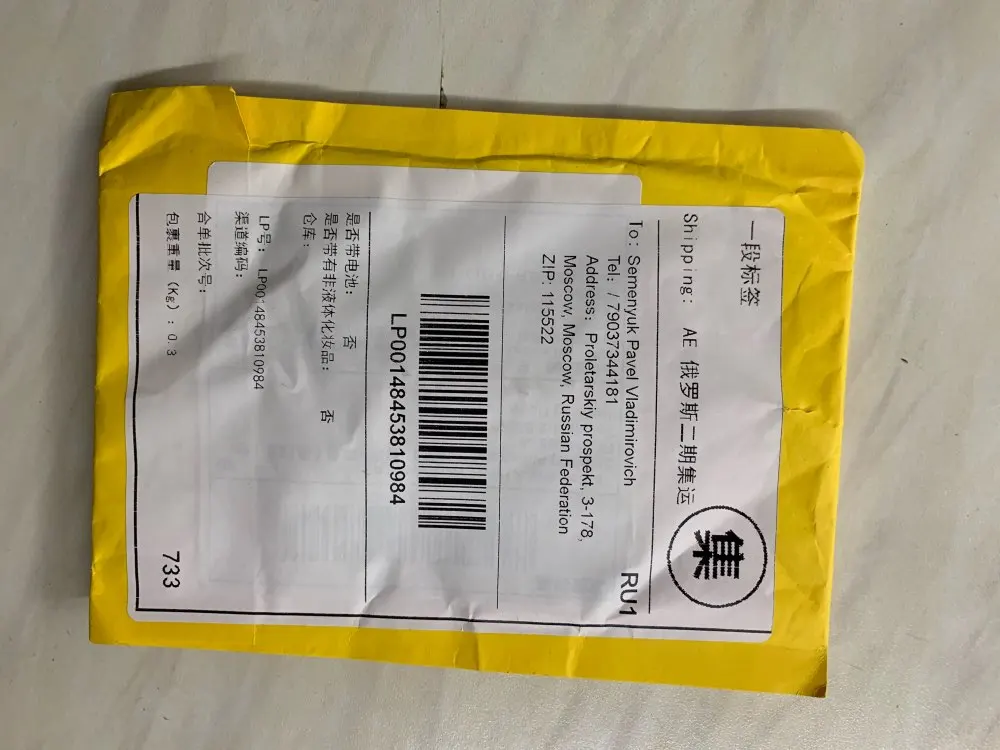 一段标签
Shipping: AE 俄罗斯二期集运
集
To: Semenyuk Pavel Vladimirovich
RU1
Tel: / 79037344181
Address: Proletarskiy prospekt, 3-178,
Moscow, Moscow, Russian Federation
ZIP: 115522
LP00148453810984
是否带电池: 否
是否带有非液体化妆品: 否
仓库:
LP号: LP00148453810984
渠道编码:
合单批次号:
包裹重量 (Kg) : 0.3
733